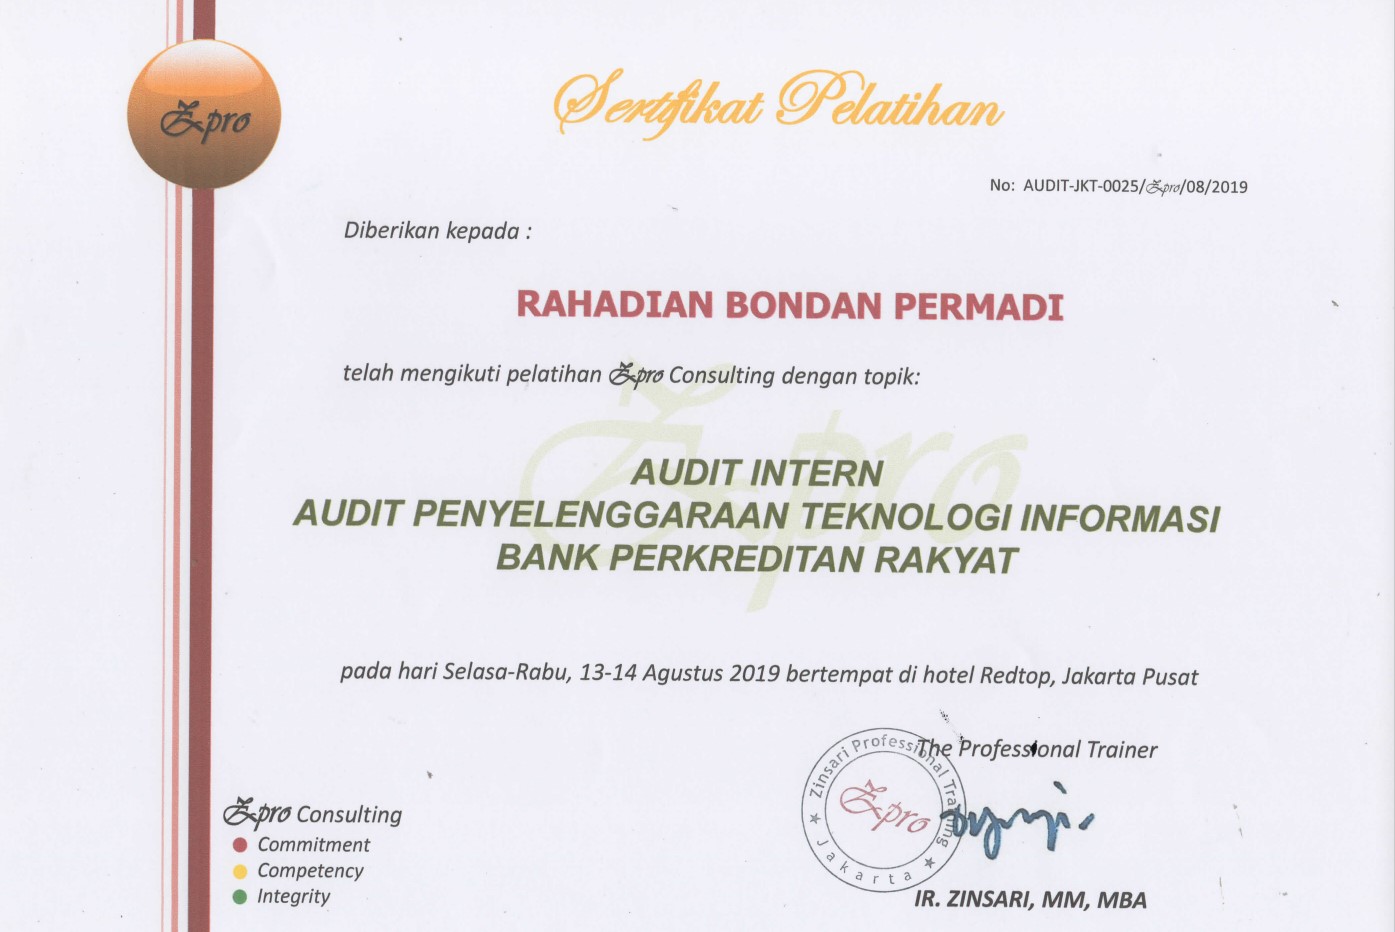 Zpro
Sertifikat Pelatihan
No: AUDIT-JKT-0025/Zpro/08/2019
Diberikan kepada :
RAHADIAN BONDAN PERMADI
telah mengikuti pelatihan Zpro Consulting dengan topik:
Zpro
AUDIT INTERN
AUDIT PENYELENGGARAAN TEKNOLOGI INFORMASI
BANK PERKREDITAN RAKYAT
pada hari Selasa-Rabu, 13-14 Agustus 2019 bertempat di hotel Redtop, Jakarta Pusat
The Professional Trainer
Zinsari Professional Training
Zpro
★ Jakarta ★
IR. ZINSARI, MM, MBA
Zpro Consulting
Commitment
Competency
Integrity